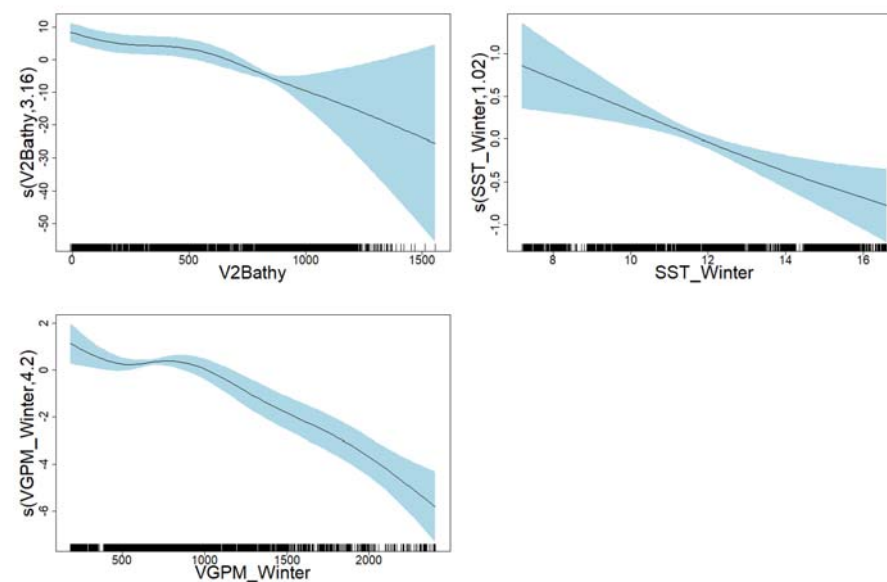 s(V2Bathy,3.16)
10
0
-10
-20
-30
-40
-50
0 500 1000 1500
V2Bathy
s(SST_Winter,1.02)
1.0
0.5
0.0
-0.5
-1.0
8 10 12 14 16
SST_Winter
s(VGPM_Winter,4.2)
2
0
-2
-4
-6
500 1000 1500 2000
VGPM_Winter